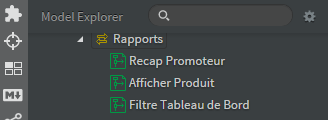 Model Explorer
Rapports
Recap Promoteur
Afficher Produit
Filtre Tableau de Bord
M